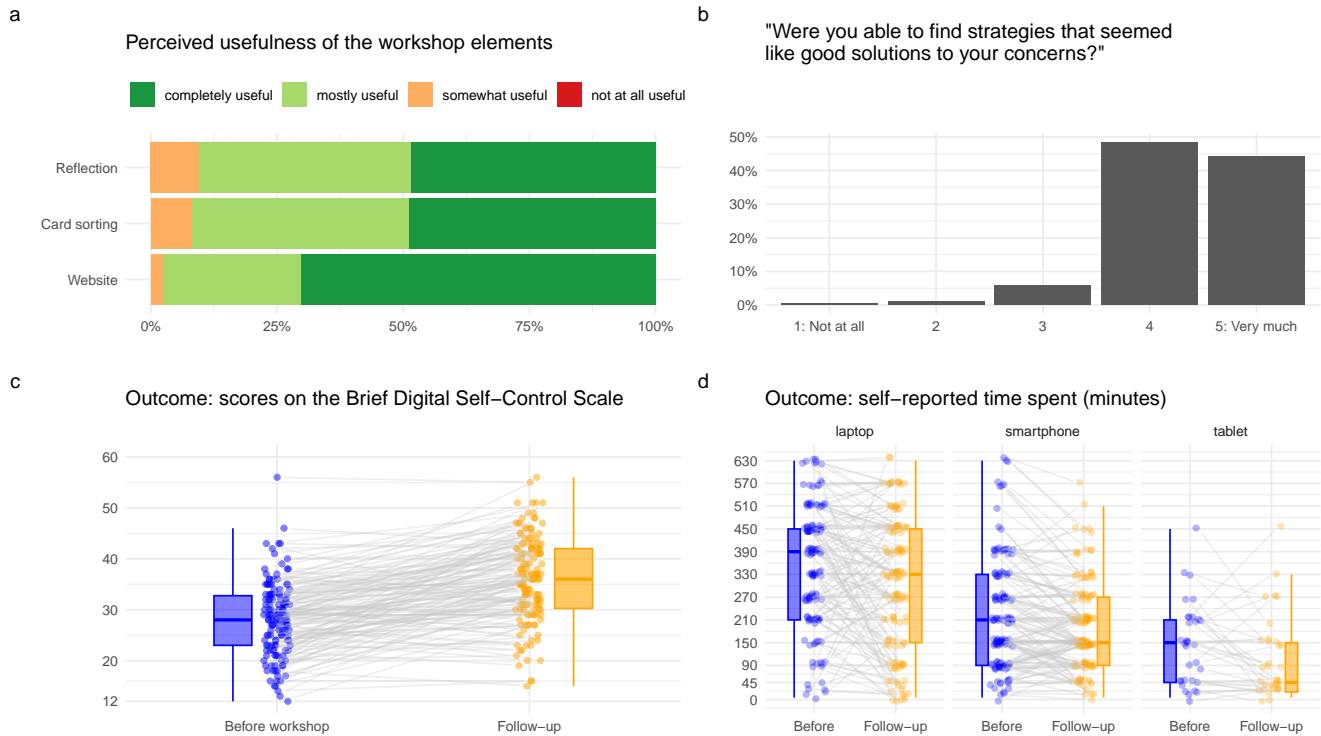 a
Perceived usefulness of the workshop elements
completely useful mostly useful somewhat useful not at all useful
Reflection
Card sorting
Website
0% 25% 50% 75% 100%
b
"Were you able to find strategies that seemed
like good solutions to your concerns?"
50%
40%
30%
20%
10%
0%
1: Not at all 2 3 4 5: Very much
c
Outcome: scores on the Brief Digital Self−Control Scale
60
50
40
30
20
12
Before workshop Follow−up
d
Outcome: self−reported time spent (minutes)
laptop smartphone tablet
630
570
510
450
390
330
270
210
150
90
45
0
Before Follow−up Before Follow−up Before Follow−up